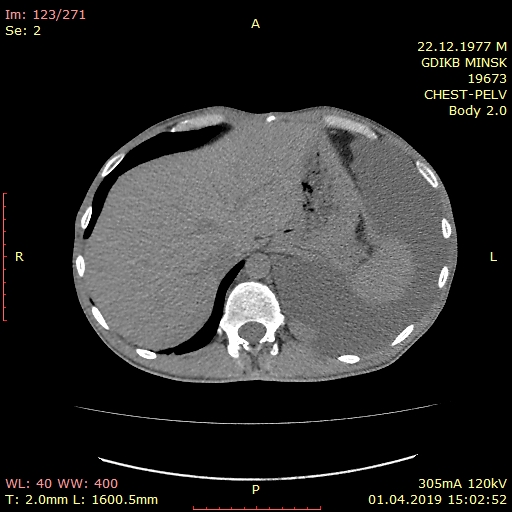 Im: 123/271
Se: 2
A
22.12.1977 M
GDIKB MINSK
19673
CHEST-PELV
Body 2.0
R
L
WL: 40 WW: 400
T: 2.0mm L: 1600.5mm
P
305mA 120kV
01.04.2019 15:02:52